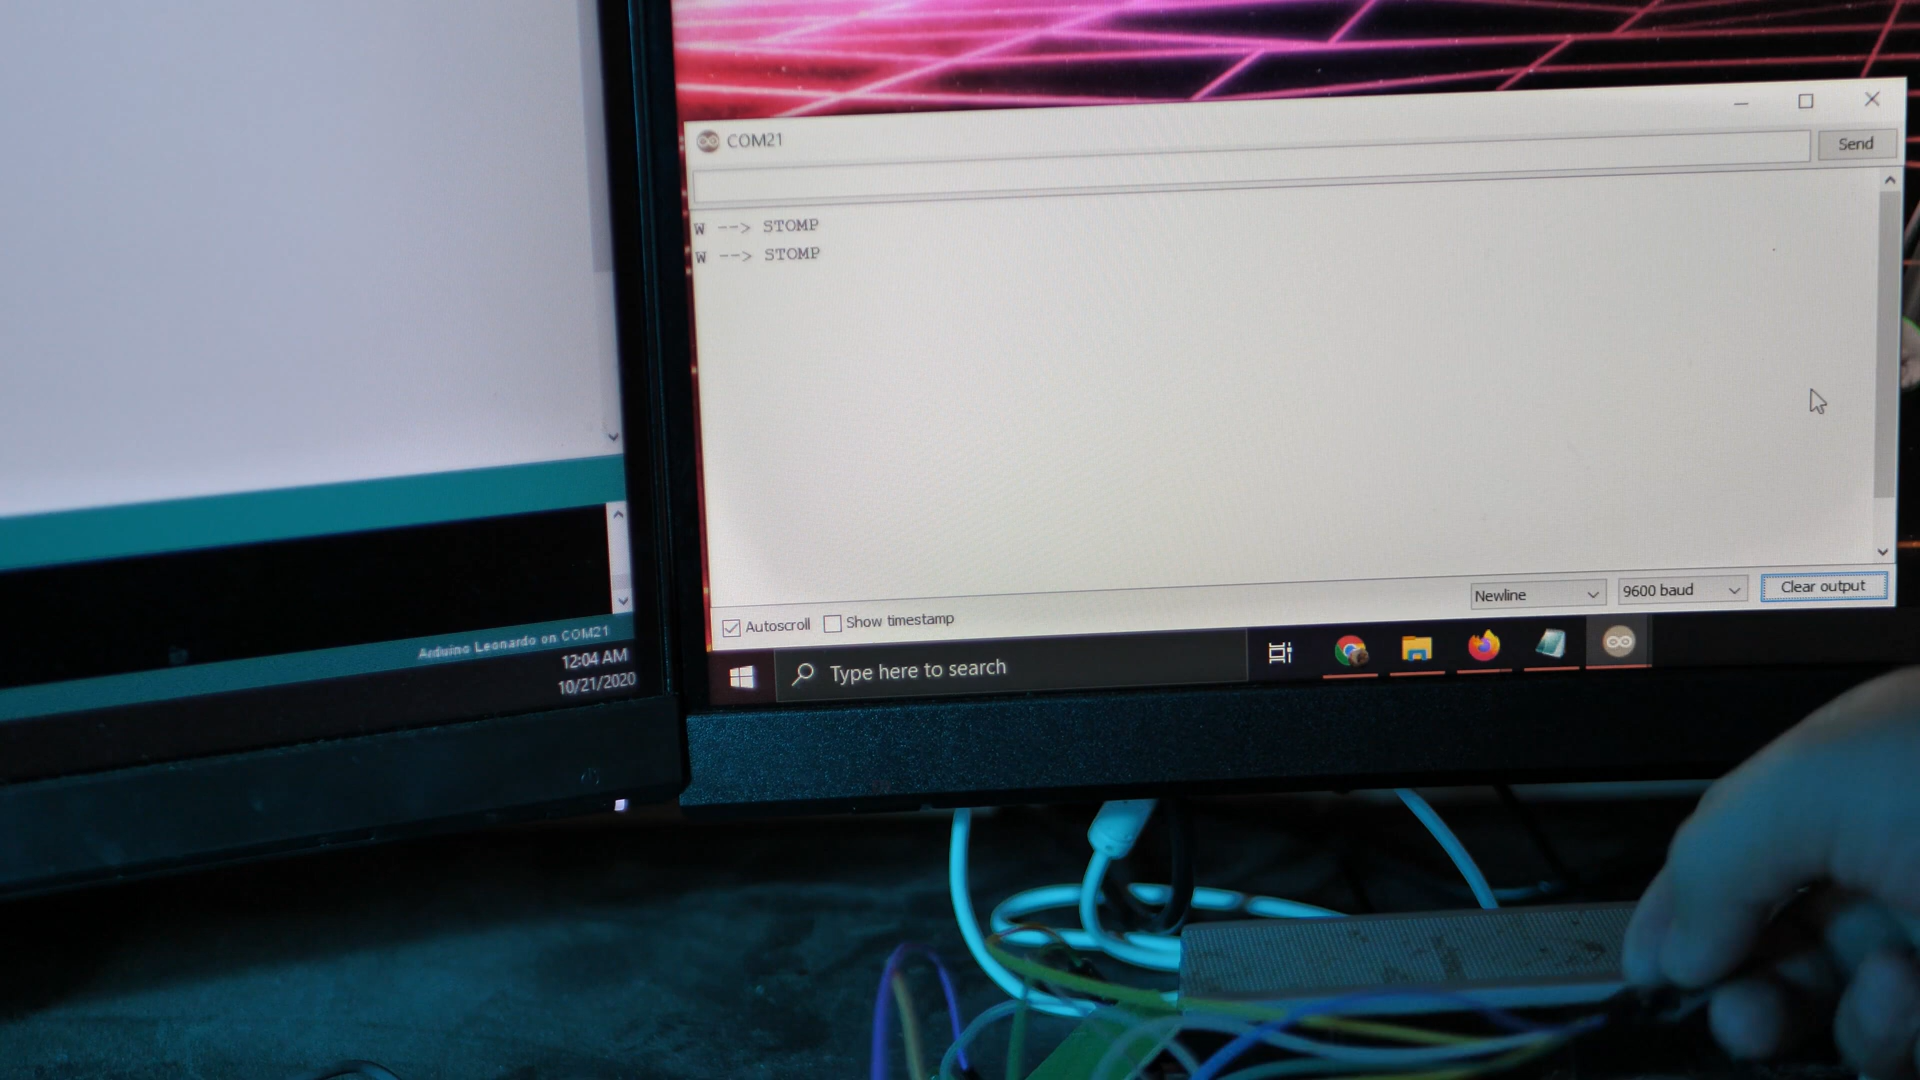 COM21
Send
W --> STOMP
W --> STOMP
Autoscroll
Show timestamp
Newline
9600 baud
Clear output
Arduino Leonardo on COM21
12:04 AM
10/21/2020
Type here to search